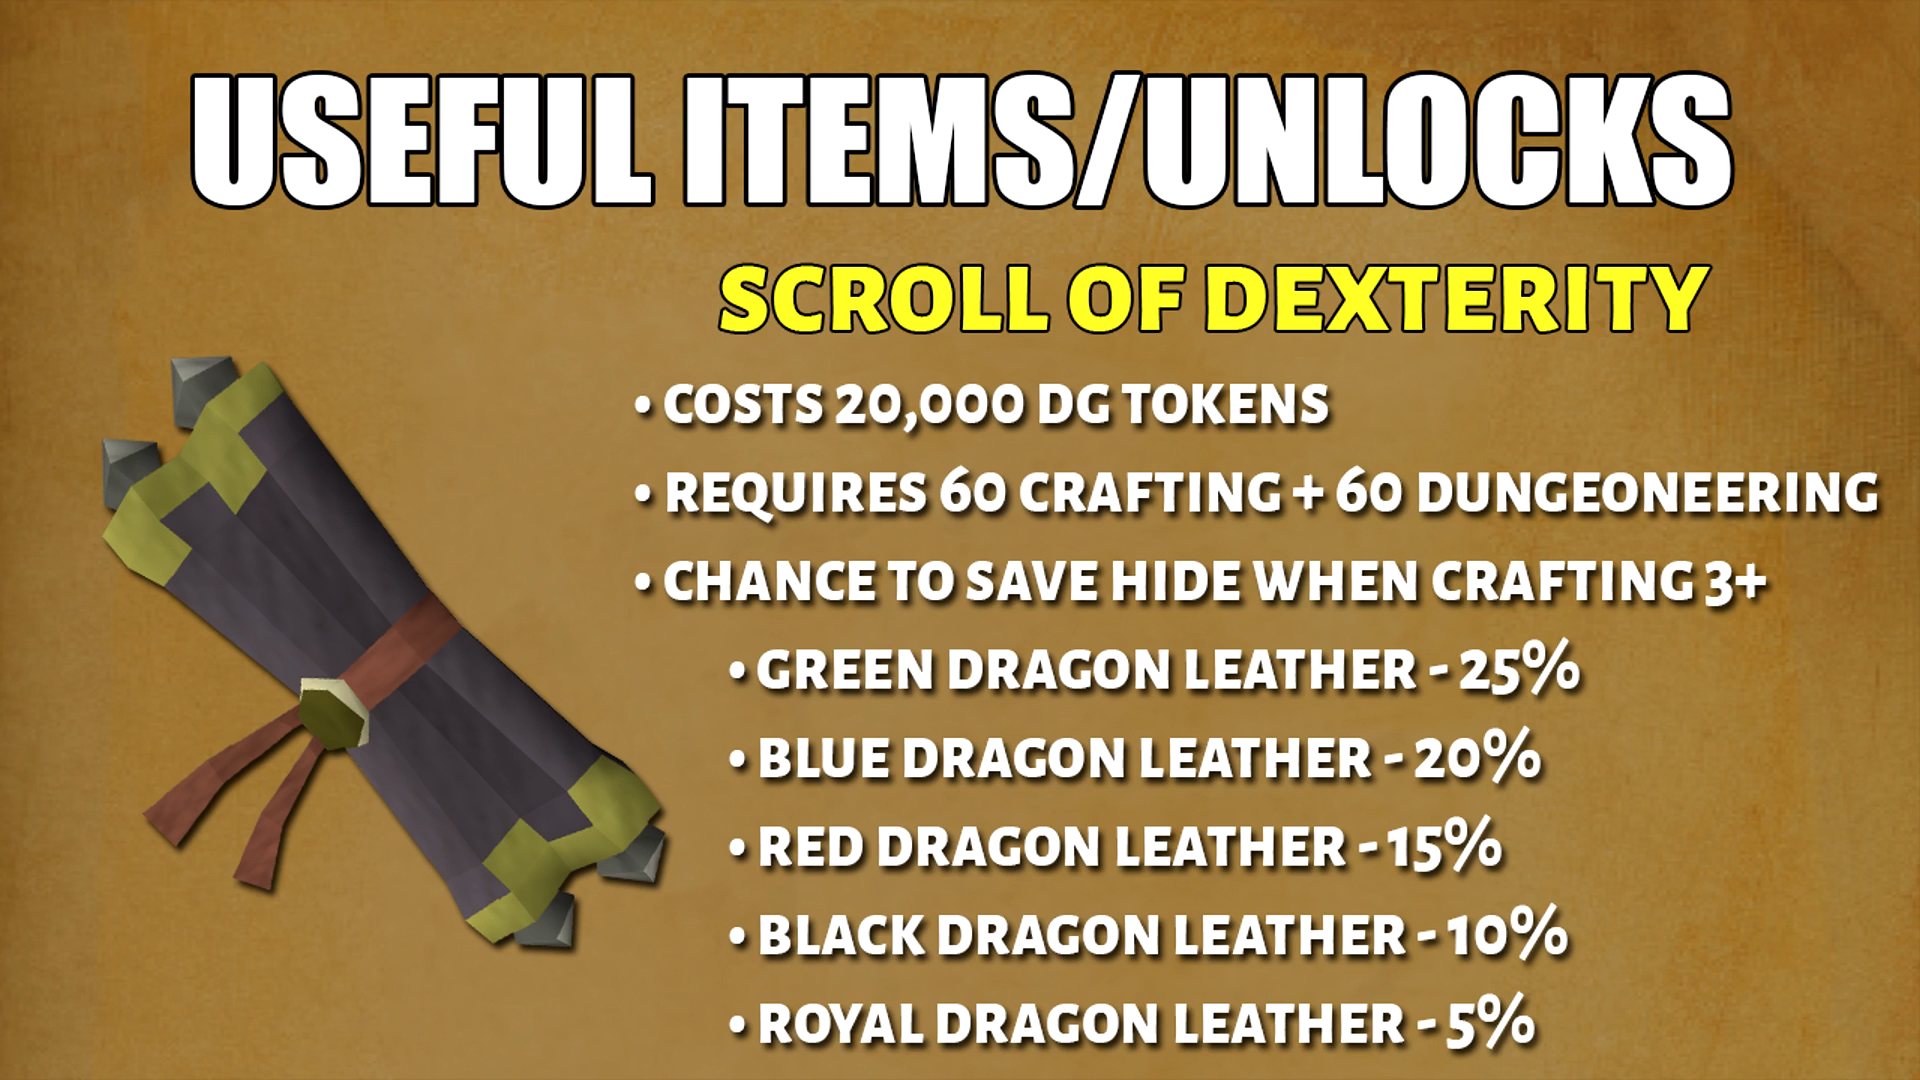 USEFUL ITEMS/UNLOCKS
SCROLL OF DEXTERITY
• COSTS 20,000 DG TOKENS
• REQUIRES 60 CRAFTING + 60 DUNGEONEERING
• CHANCE TO SAVE HIDE WHEN CRAFTING 3+
• GREEN DRAGON LEATHER - 25%
• BLUE DRAGON LEATHER - 20%
• RED DRAGON LEATHER - 15%
• BLACK DRAGON LEATHER - 10%
• ROYAL DRAGON LEATHER - 5%